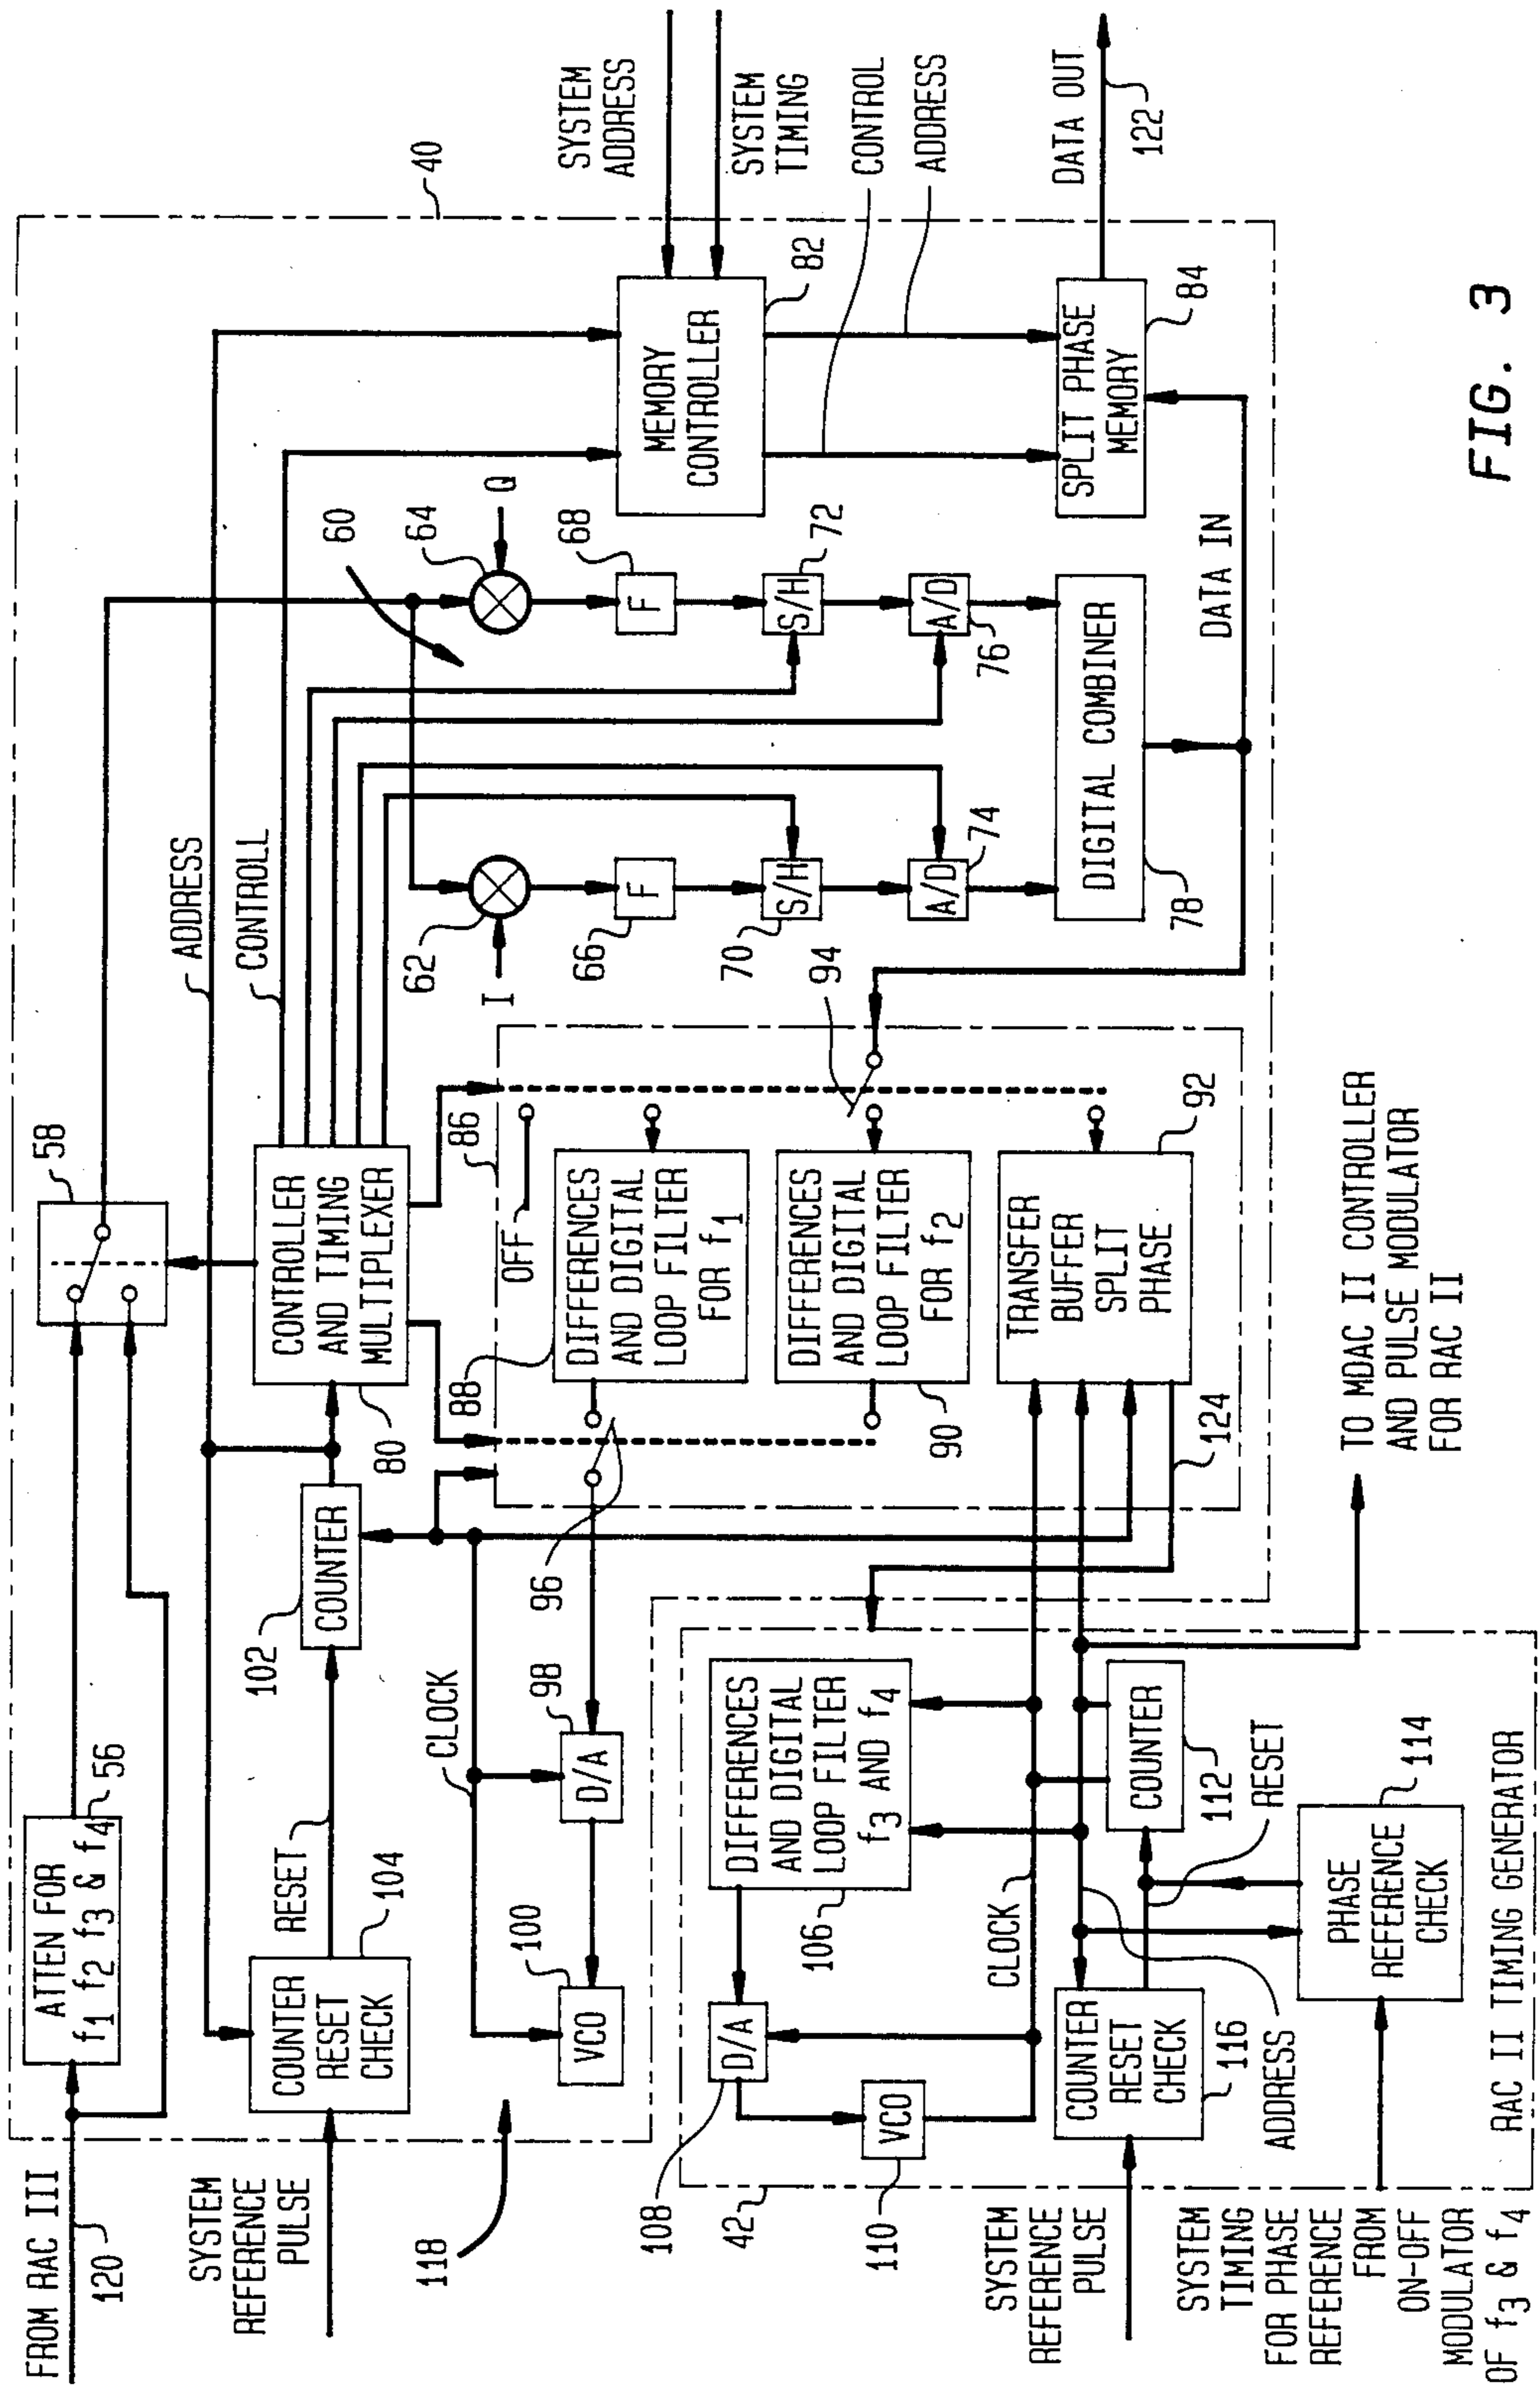 FROM RAC III
120
ATTEN FOR
f1 f2 f3 & f4
56
58
40
SYSTEM
REFERENCE
PULSE
COUNTER
RESET
CHECK
104
RESET
102
COUNTER
80
CONTROLLER
AND TIMING
MULTIPLEXER
ADDRESS
CONTROLL
60
62
I
64
Q
66
F
68
F
70
S/H
72
S/H
74
A/D
76
A/D
78
DIGITAL COMBINER
DATA IN
MEMORY
CONTROLLER
82
SYSTEM
ADDRESS
SYSTEM
TIMING
CONTROL
ADDRESS
SPLIT PHASE
MEMORY
84
DATA OUT
122
118
CLOCK
100
VCO
98
D/A
96
86
OFF
88
DIFFERENCES
AND DIGITAL
LOOP FILTER
FOR f1
90
DIFFERENCES
AND DIGITAL
LOOP FILTER
FOR f2
94
92
TRANSFER
BUFFER
SPLIT
PHASE
124
42
108
D/A
110
VCO
106
DIFFERENCES
AND DIGITAL
LOOP FILTER
f3 AND f4
CLOCK
SYSTEM
REFERENCE
PULSE
COUNTER
RESET
CHECK
116
ADDRESS
COUNTER
112
RESET
PHASE
REFERENCE
CHECK
114
SYSTEM
TIMING
FOR PHASE
REFERENCE
FROM
ON-OFF
MODULATOR
OF f3 & f4
RAC II TIMING GENERATOR
TO MDAC II CONTROLLER
AND PULSE MODULATOR
FOR RAC II
FIG. 3